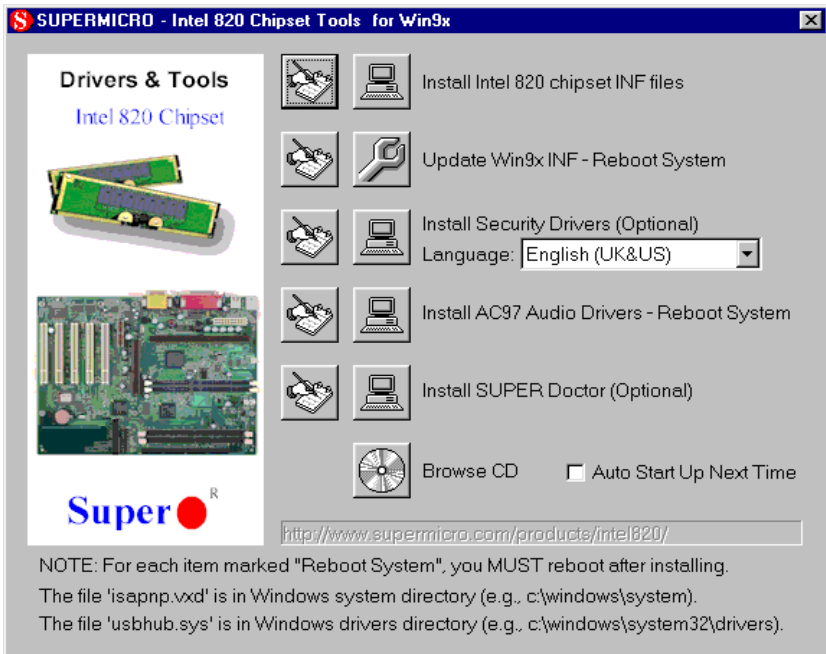 SUPERMICRO - Intel 820 Chipset Tools for Win9x
Drivers & Tools
Intel 820 Chipset
Super
R
Install Intel 820 chipset INF files
Update Win9x INF - Reboot System
Install Security Drivers (Optional)
Language: English (UK&US)
Install AC97 Audio Drivers - Reboot System
Install SUPER Doctor (Optional)
Browse CD
Auto Start Up Next Time
http://www.supermicro.com/products/intel820/
NOTE: For each item marked "Reboot System", you MUST reboot after installing.
The file 'isapnp.vxd' is in Windows system directory (e.g., c:\windows\system).
The file 'usbhub.sys' is in Windows drivers directory (e.g., c:\windows\system32\drivers).